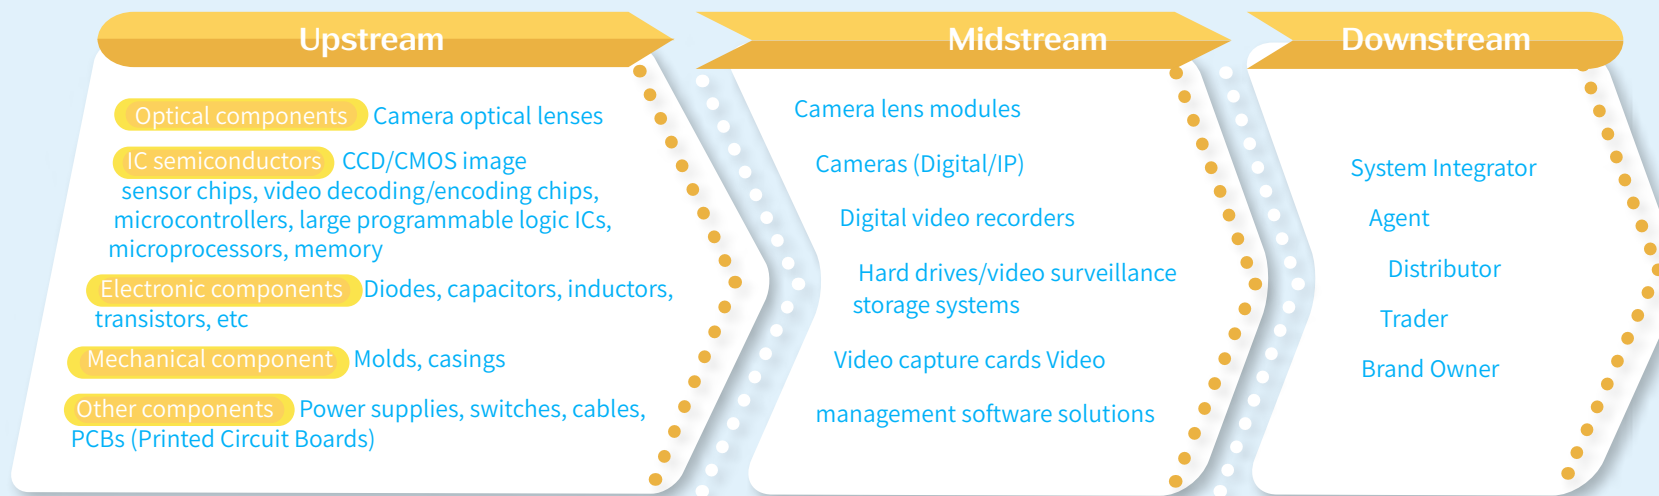 Upstream
Optical components Camera optical lenses
IC semiconductors CCD/CMOS image
sensor chips, video decoding/encoding chips,
microcontrollers, large programmable logic ICs,
microprocessors, memory
Electronic components Diodes, capacitors, inductors,
transistors, etc
Mechanical component Molds, casings
Other components Power supplies, switches, cables,
PCBs (Printed Circuit Boards)
Midstream
Camera lens modules
Cameras (Digital/IP)
Digital video recorders
Hard drives/video surveillance
storage systems
Video capture cards Video
management software solutions
Downstream
System Integrator
Agent
Distributor
Trader
Brand Owner